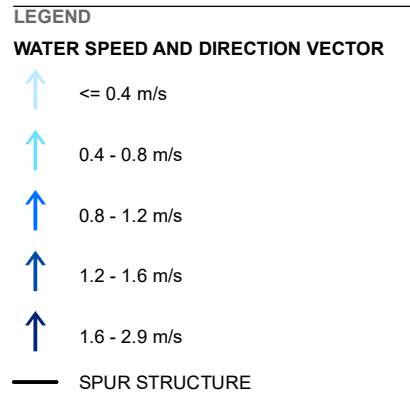 LEGEND
WATER SPEED AND DIRECTION VECTOR
<= 0.4 m/s
0.4 - 0.8 m/s
0.8 - 1.2 m/s
1.2 - 1.6 m/s
1.6 - 2.9 m/s
SPUR STRUCTURE